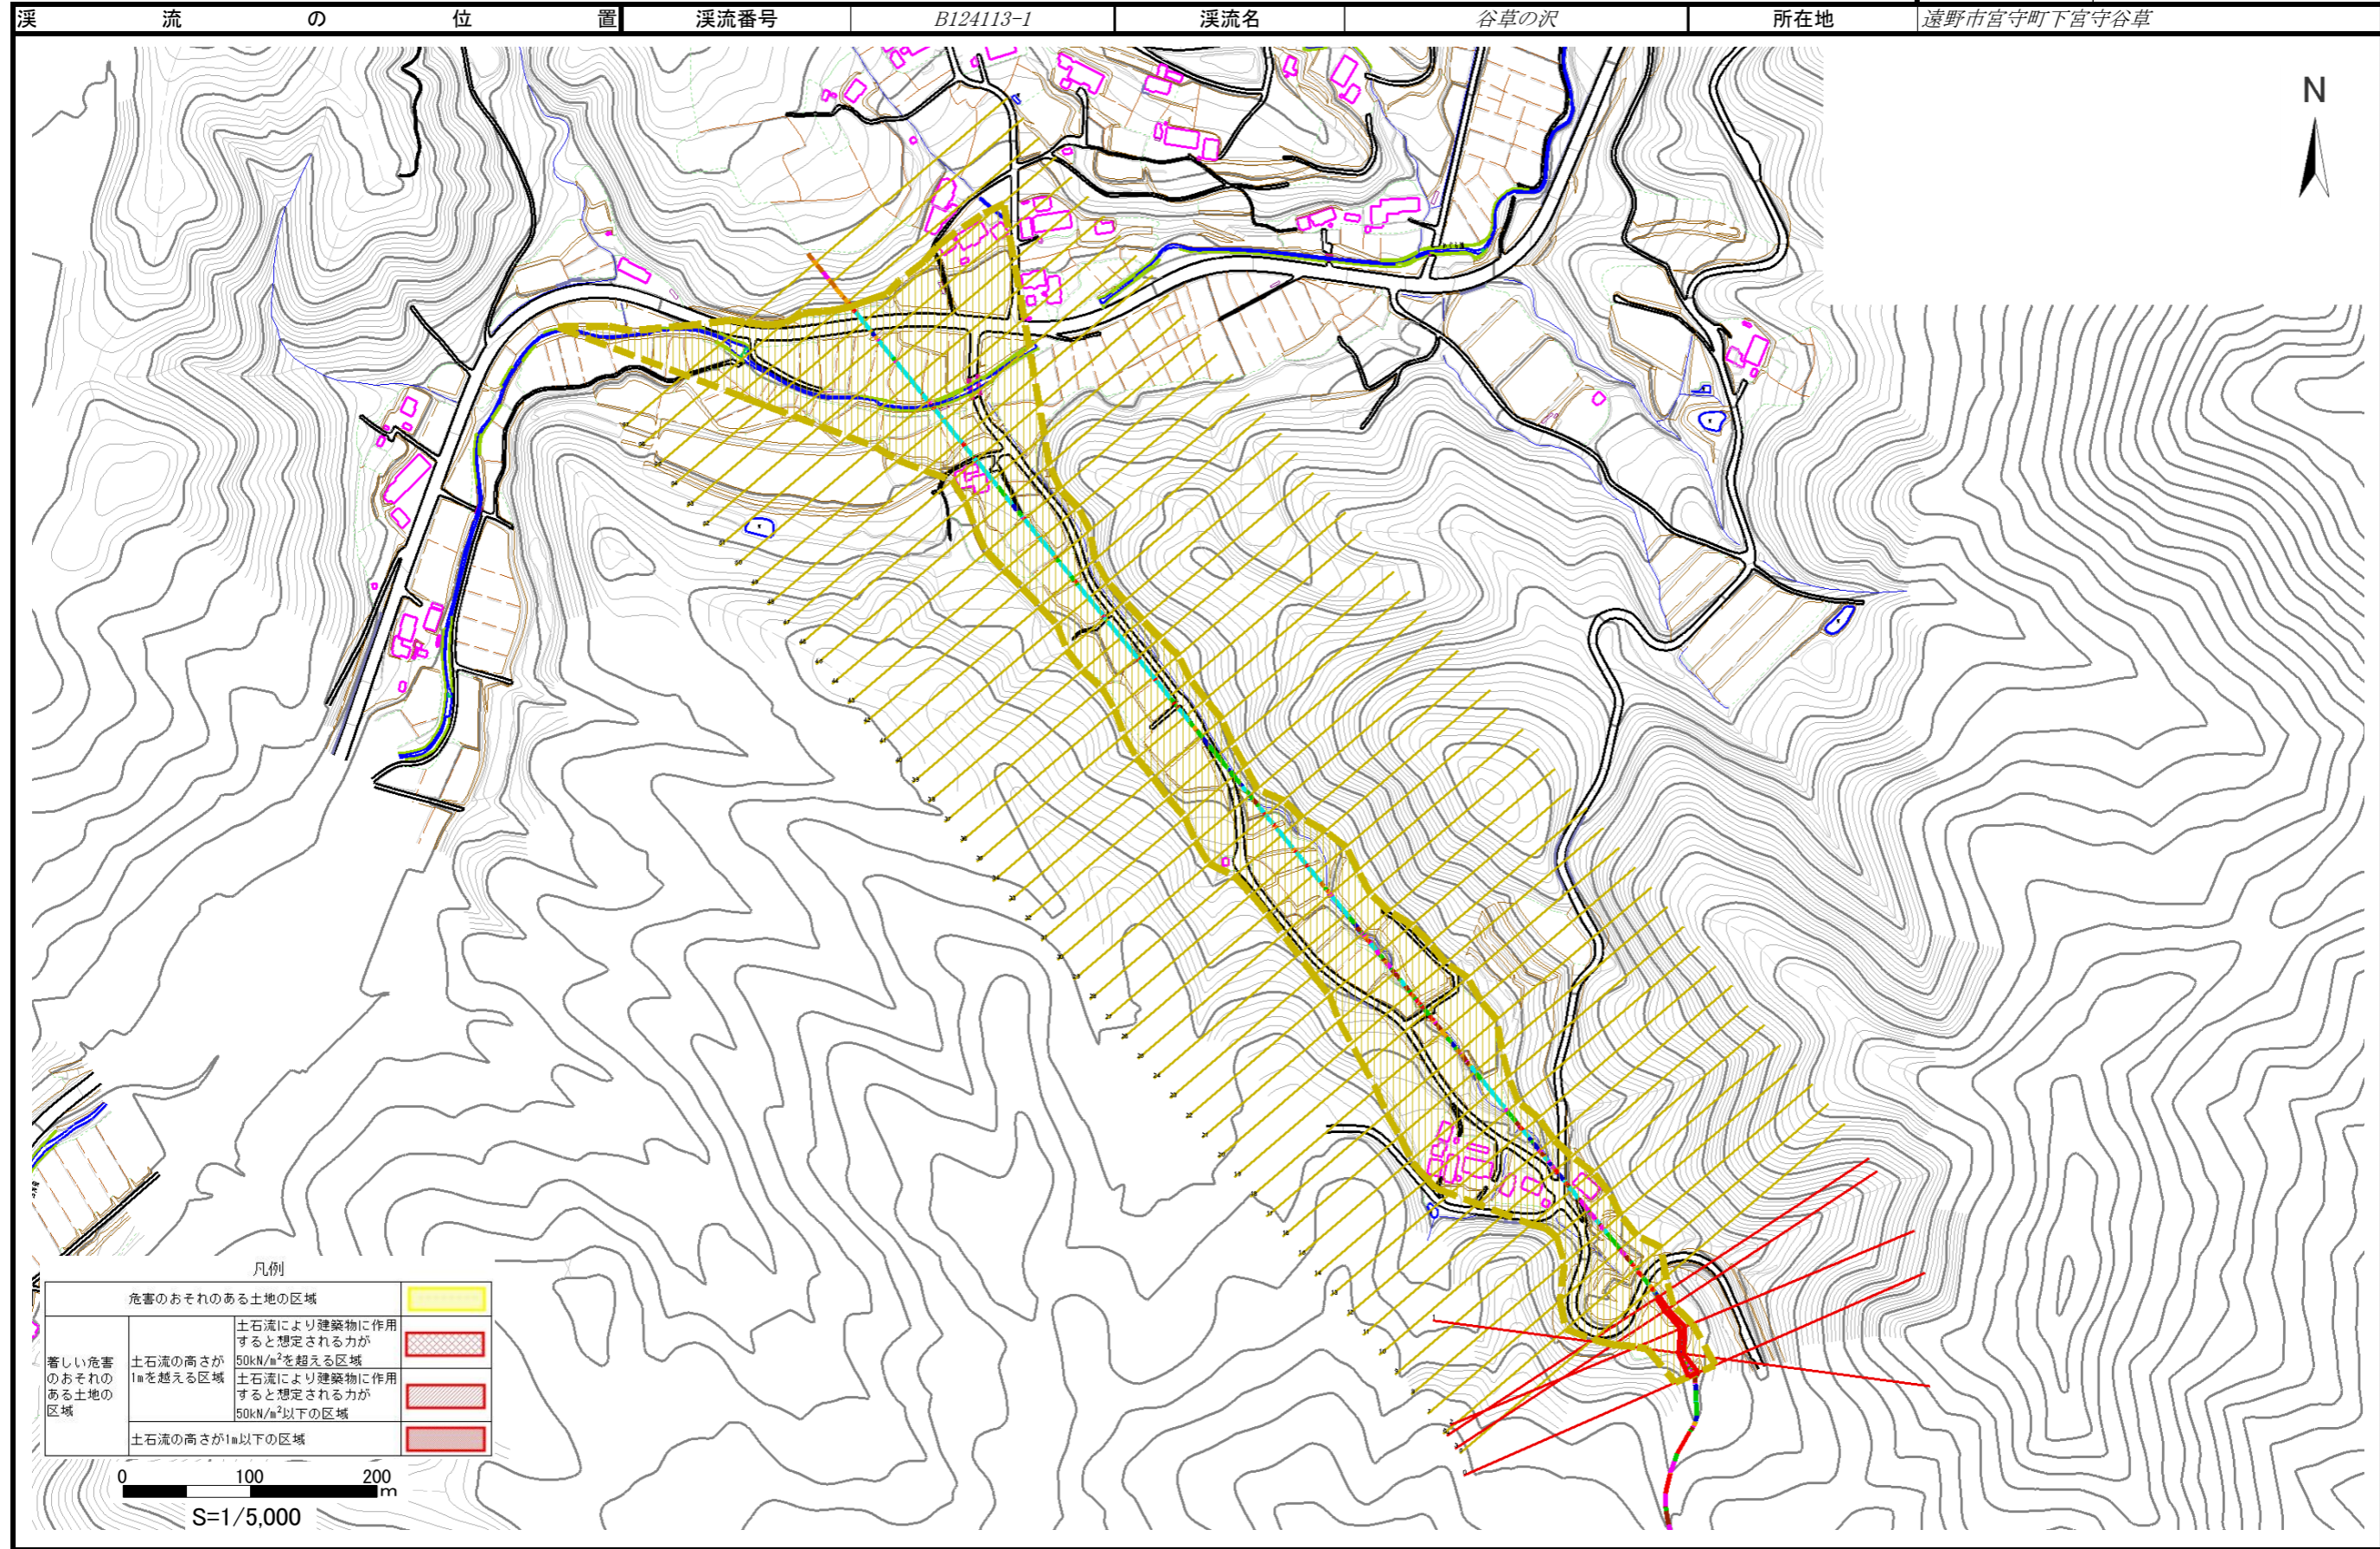 渓流の位置 渓流番号 B124113-1 渓流名 谷草の沢 所在地 遠野市宮守町下宮守谷草
N
凡例
危害のおそれのある土地の区域
著しい危害
のおそれの
ある土地の
区域
土石流の高さが
1mを越える区域
土石流により建築物に作用
すると想定される力が
50kN/m²を超える区域
土石流により建築物に作用
すると想定される力が
50kN/m²以下の区域
土石流の高さが1m以下の区域
0 100 200
m
S=1/5,000